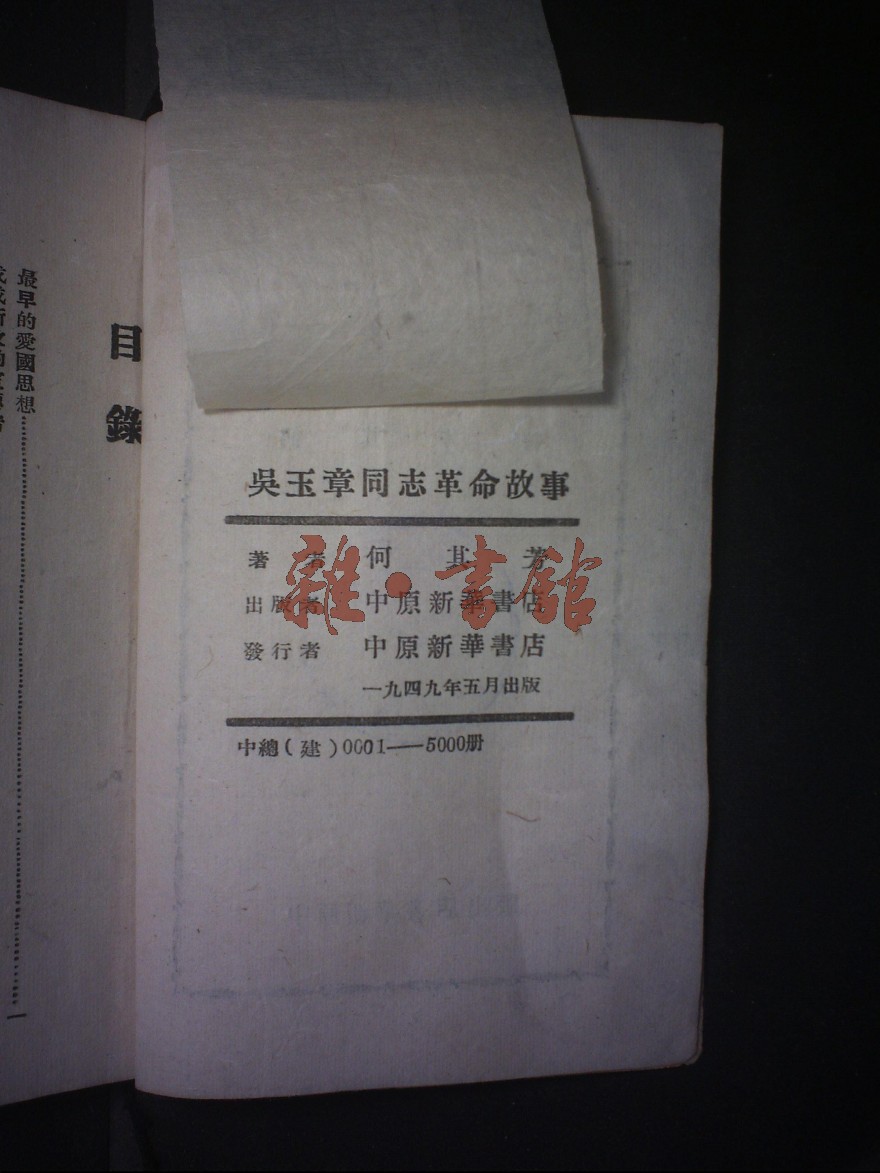 吳玉章同志革命故事
著者 何其芳
出版者 中原新華書店
發行者 中原新華書店
一九四九年五月出版
中總(建)0001——5000册
雜·書館
目錄
最早的愛國思想………一